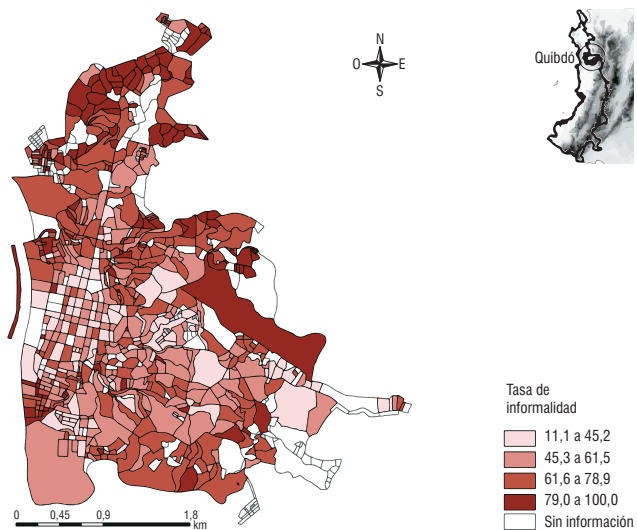 N
O E
S
Quibdó
Tasa de
informalidad
11,1 a 45,2
45,3 a 61,5
61,6 a 78,9
79,0 a 100,0
Sin información
0 0,45 0,9 1,8
km